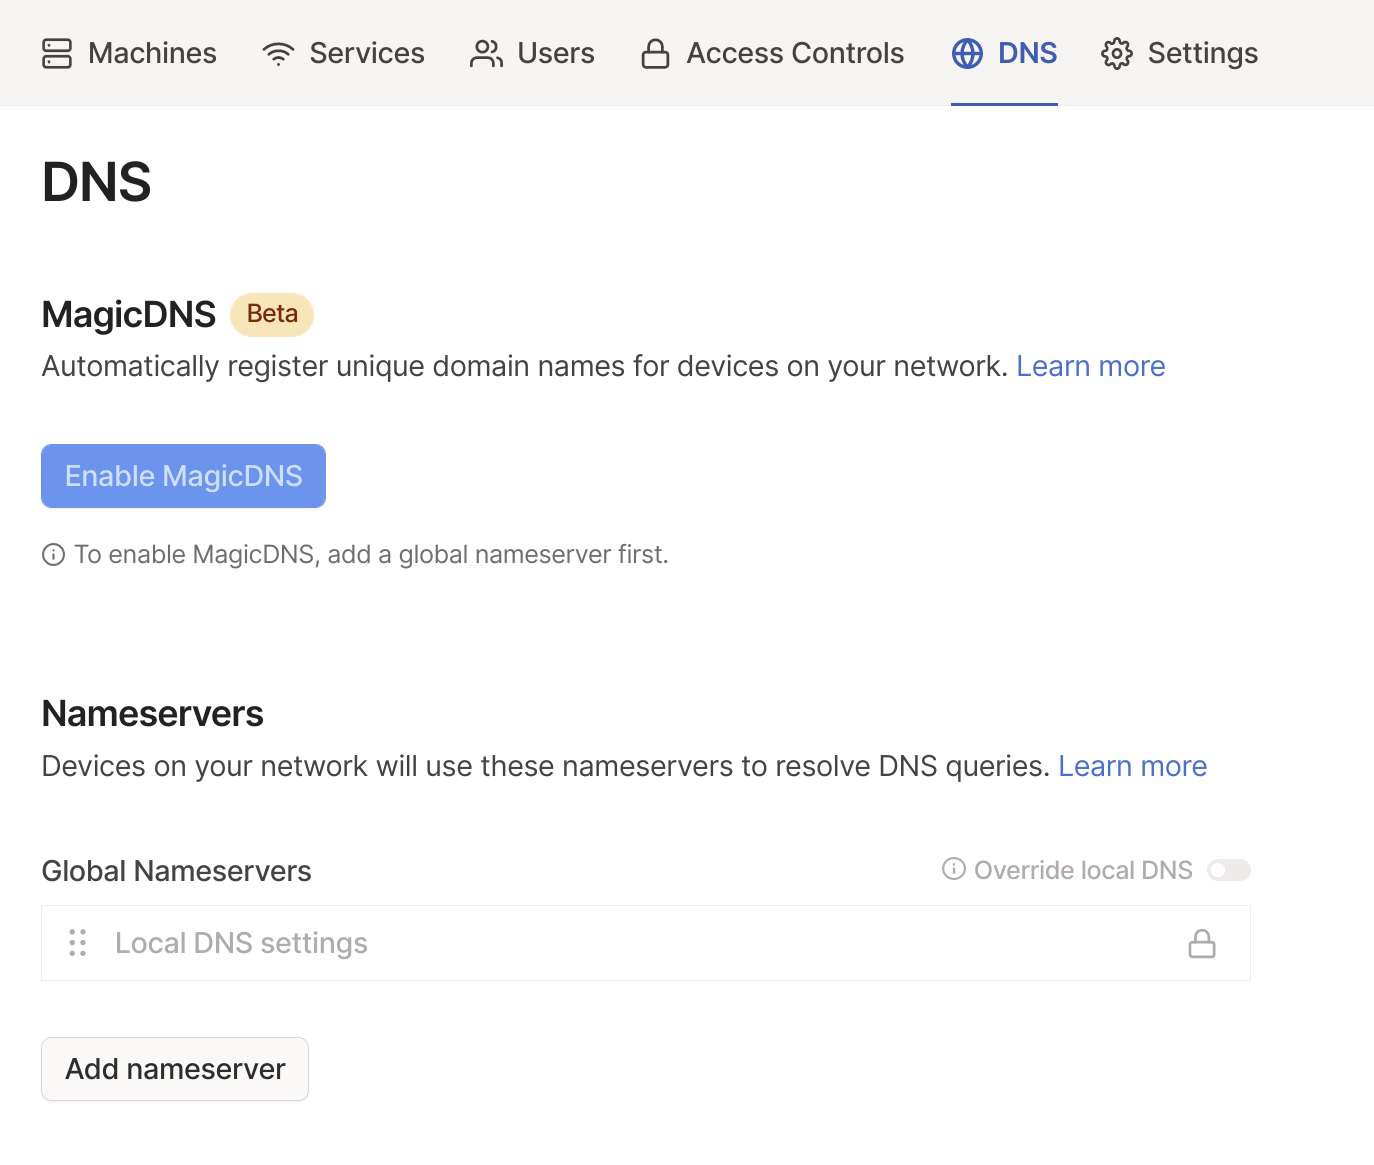 Machines Services Users Access Controls DNS Settings
DNS
MagicDNS Beta
Automatically register unique domain names for devices on your network. Learn more
Enable MagicDNS
To enable MagicDNS, add a global nameserver first.
Nameservers
Devices on your network will use these nameservers to resolve DNS queries. Learn more
Global Nameservers Override local DNS
Local DNS settings
Add nameserver